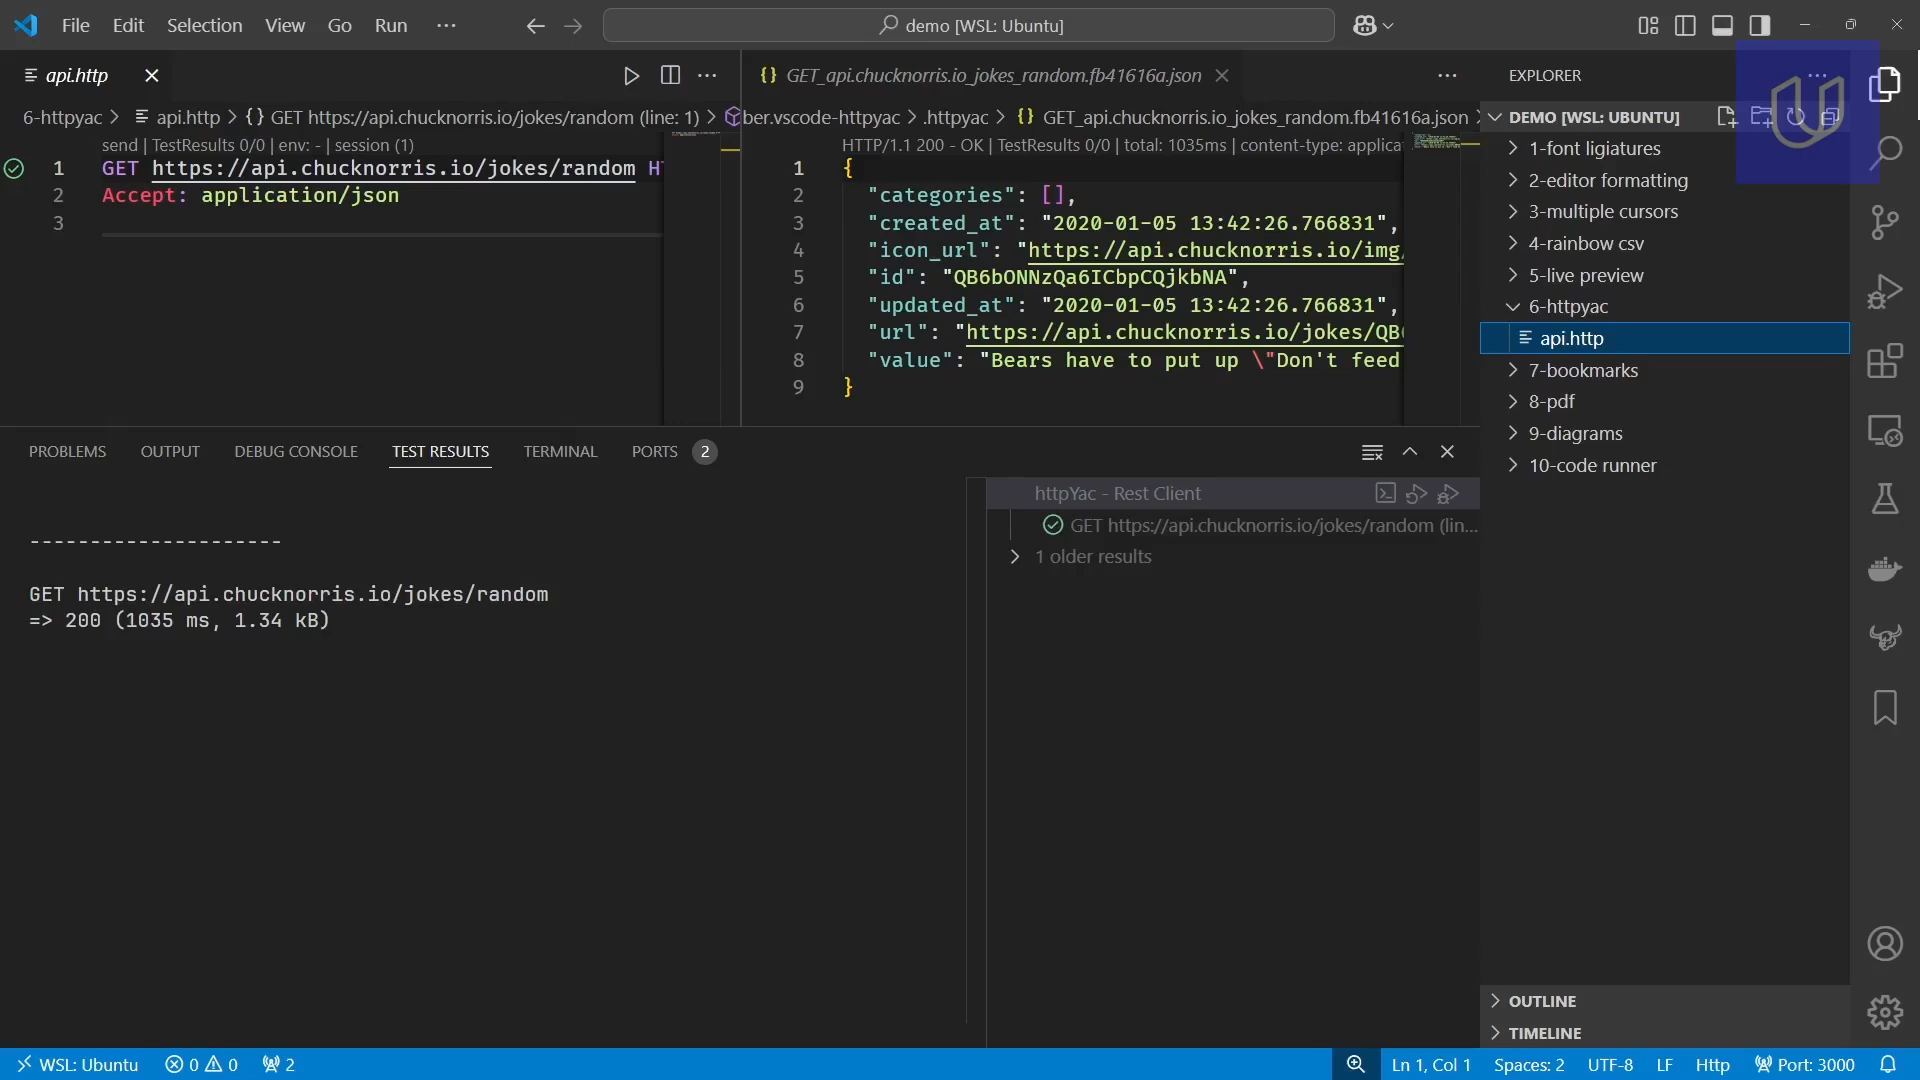 File Edit Selection View Go Run ...
demo [WSL: Ubuntu]
api.http
GET_api.chucknorris.io_jokes_random.fb41616a.json
EXPLORER
6-httpyac > api.http > {} GET https://api.chucknorris.io/jokes/random (line: 1) >
ber.vscode-httpyac > .httpyac > {} GET_api.chucknorris.io_jokes_random.fb41616a.json >
DEMO [WSL: UBUNTU]
send | TestResults 0/0 | env: - | session (1)
1 GET https://api.chucknorris.io/jokes/random HT
2 Accept: application/json
3
HTTP/1.1 200 - OK | TestResults 0/0 | total: 1035ms | content-type: applica
1 {
2 "categories": [],
3 "created_at": "2020-01-05 13:42:26.766831",
4 "icon_url": "https://api.chucknorris.io/img/
5 "id": "QB6bONNzQa6ICbpCQjkbNA",
6 "updated_at": "2020-01-05 13:42:26.766831",
7 "url": "https://api.chucknorris.io/jokes/QB6
8 "value": "Bears have to put up \"Don't feed
9 }
1-font ligiatures
2-editor formatting
3-multiple cursors
4-rainbow csv
5-live preview
6-httpyac
api.http
7-bookmarks
8-pdf
9-diagrams
10-code runner
PROBLEMS OUTPUT DEBUG CONSOLE TEST RESULTS TERMINAL PORTS 2
---------------------
GET https://api.chucknorris.io/jokes/random
=> 200 (1035 ms, 1.34 kB)
httpYac - Rest Client
GET https://api.chucknorris.io/jokes/random (lin...
1 older results
OUTLINE
TIMELINE
WSL: Ubuntu 0 0 2
Ln 1, Col 1 Spaces: 2 UTF-8 LF Http Port: 3000